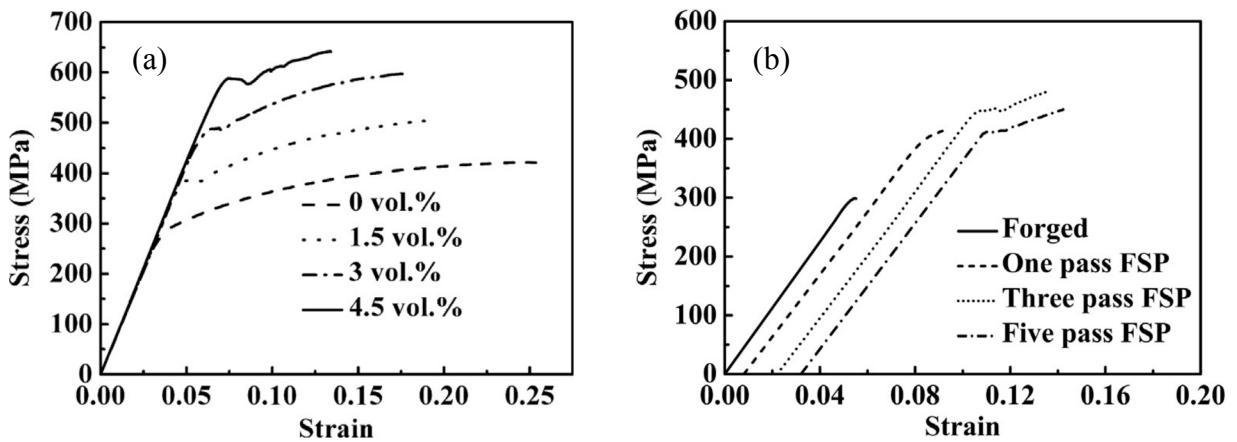 700
600
500
400
300
200
100
0
Stress (MPa)
(a)
0 vol.%
1.5 vol.%
3 vol.%
4.5 vol.%
0.00 0.05 0.10 0.15 0.20 0.25
Strain
600
500
400
300
200
100
0
Stress (MPa)
(b)
Forged
One pass FSP
Three pass FSP
Five pass FSP
0.00 0.04 0.08 0.12 0.16 0.20
Strain